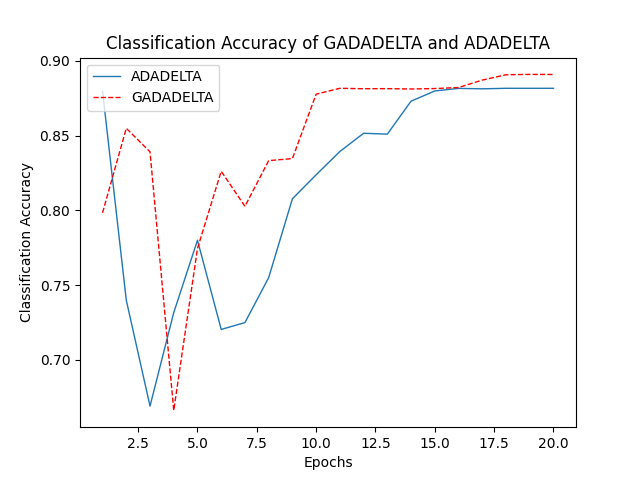 Classification Accuracy of GADADELTA and ADADELTA
ADADELTA
GADADELTA
Classification Accuracy
0.90
0.85
0.80
0.75
0.70
2.5 5.0 7.5 10.0 12.5 15.0 17.5 20.0
Epochs